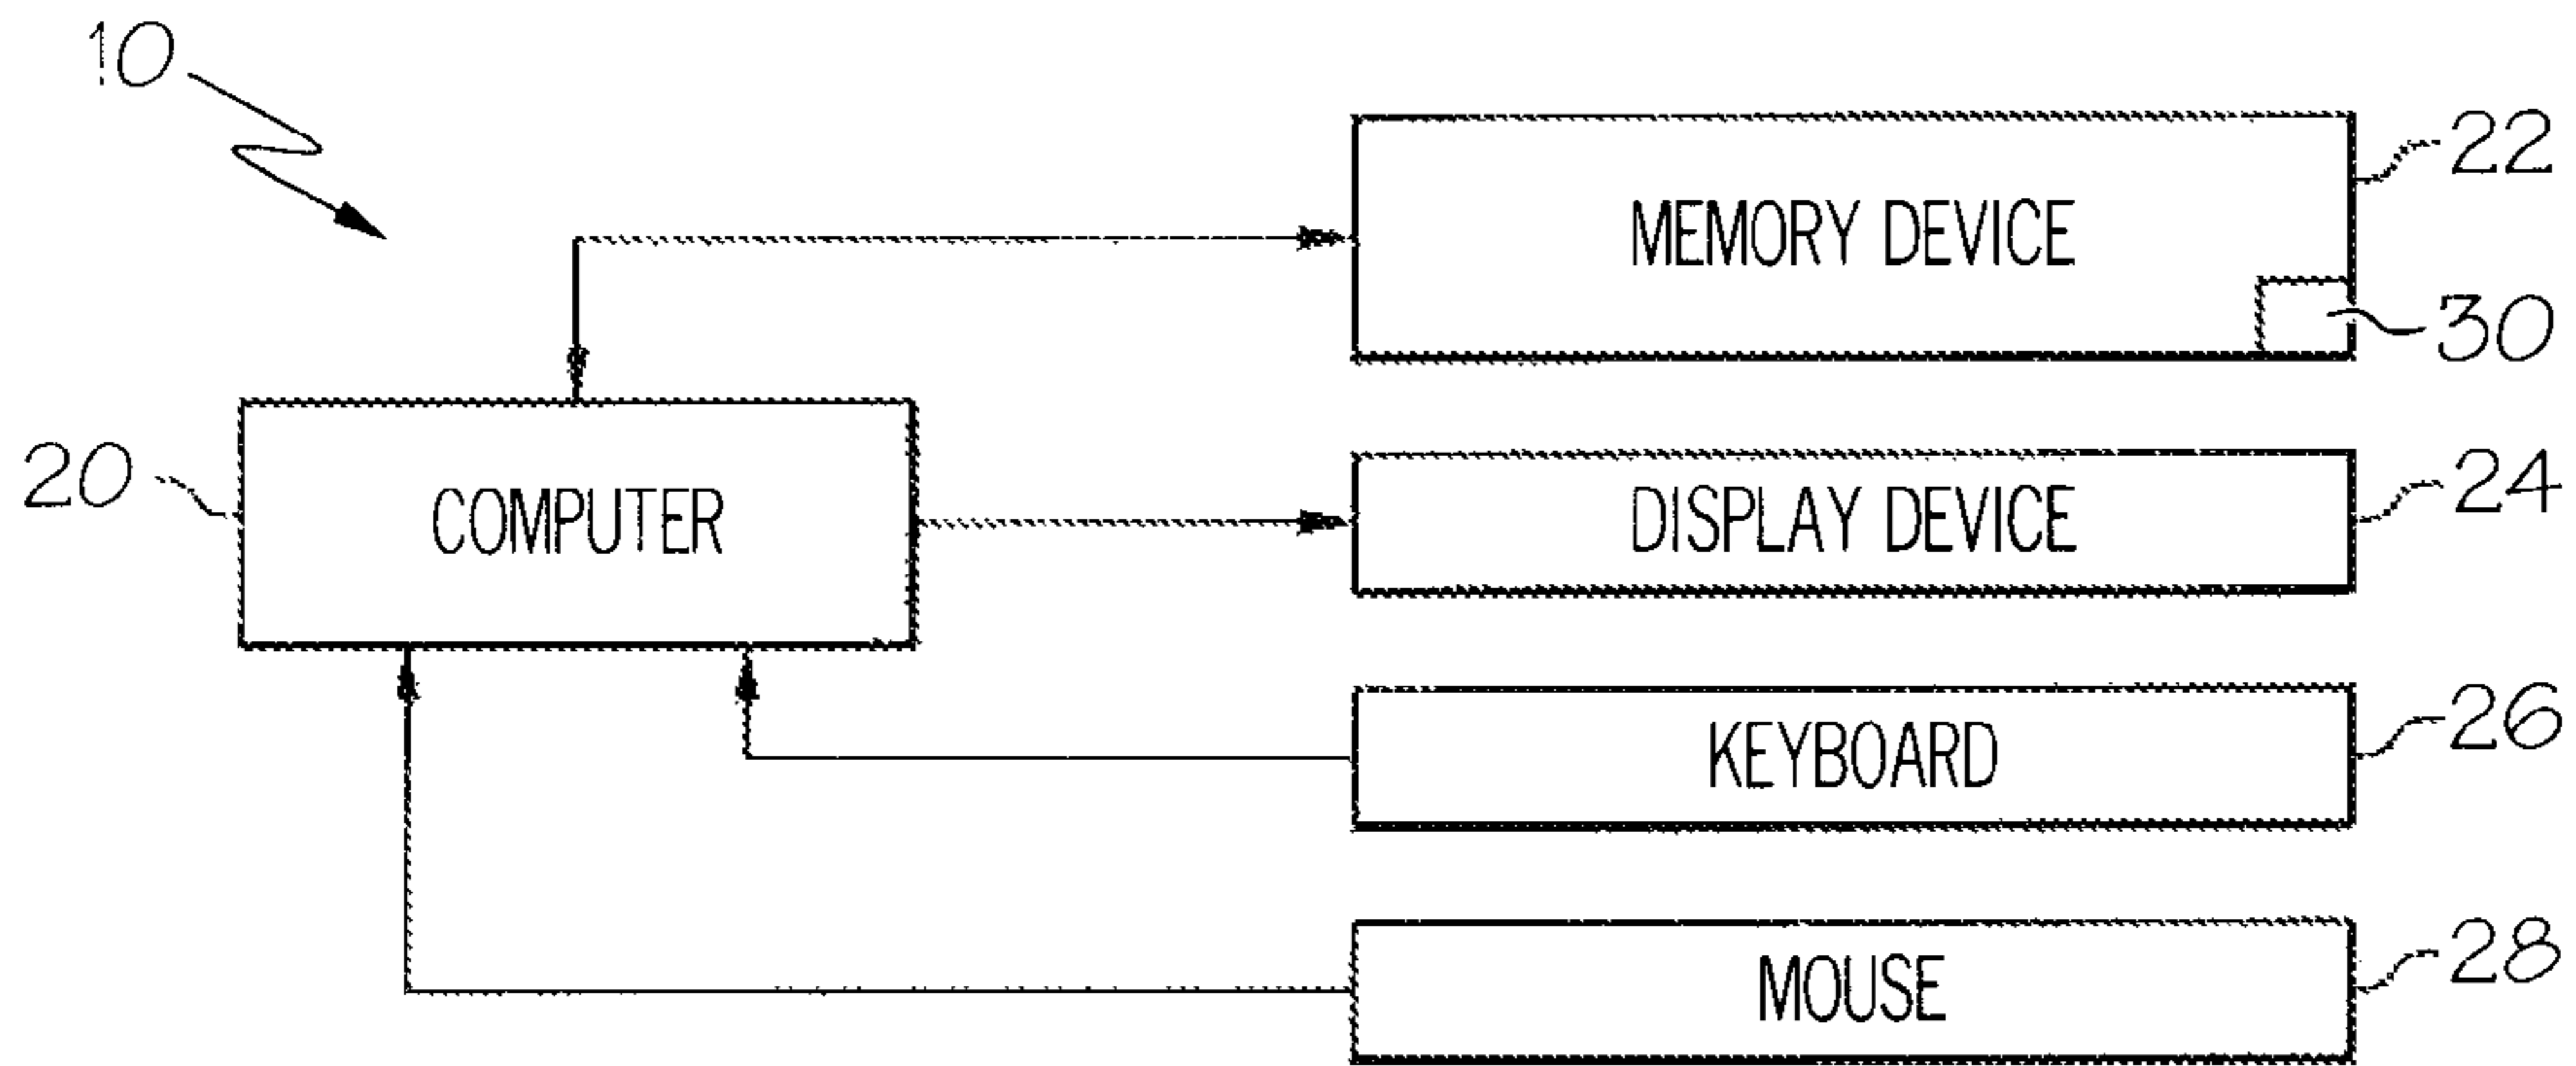 10
MEMORY DEVICE
22
30
20
COMPUTER
DISPLAY DEVICE
24
KEYBOARD
26
MOUSE
28